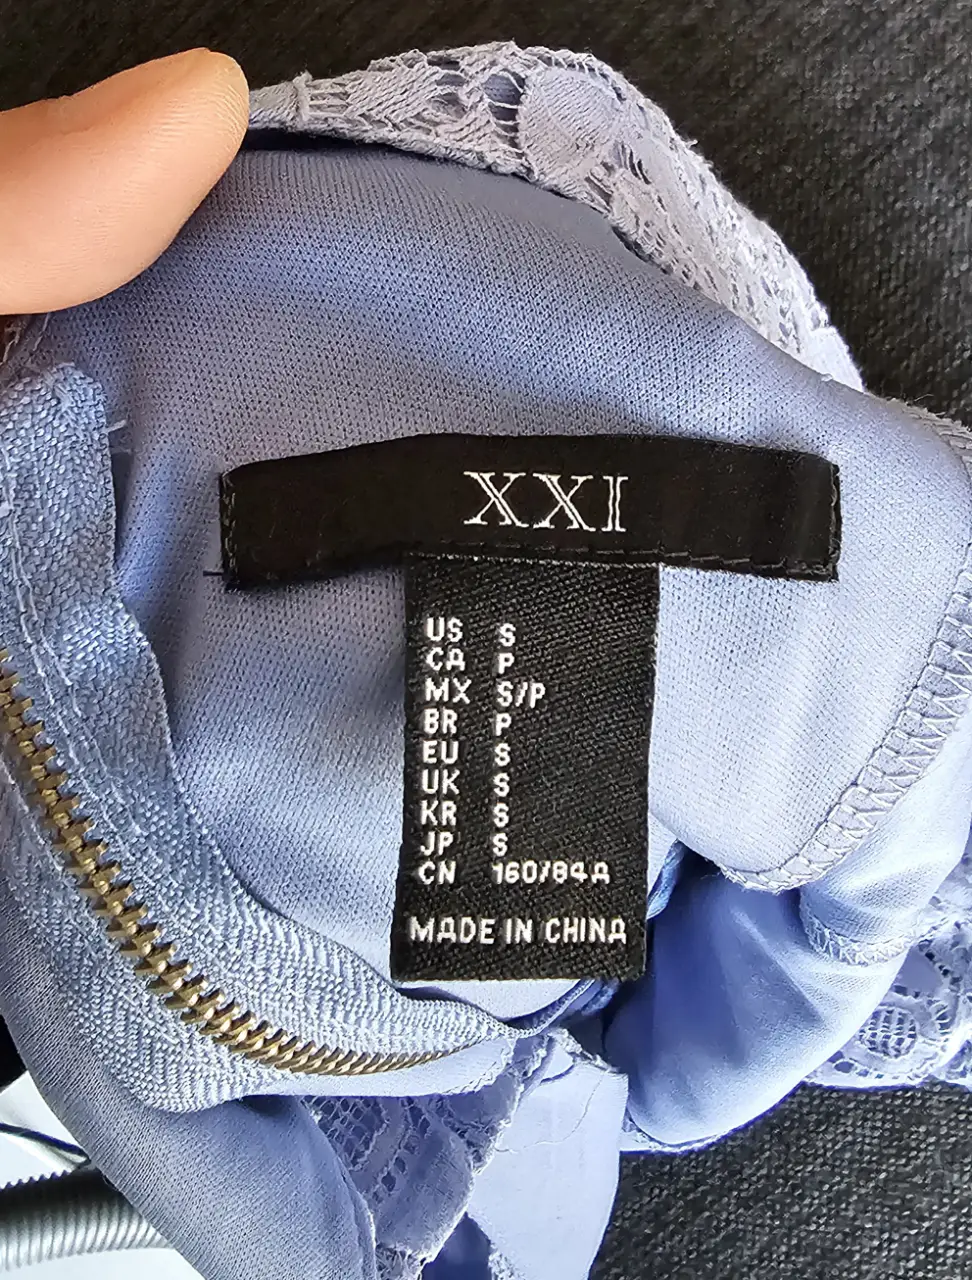 XXI
US S
CA P
MX S/P
BR P
EU S
UK S
KR S
JP S
CN 160/84A
MADE IN CHINA